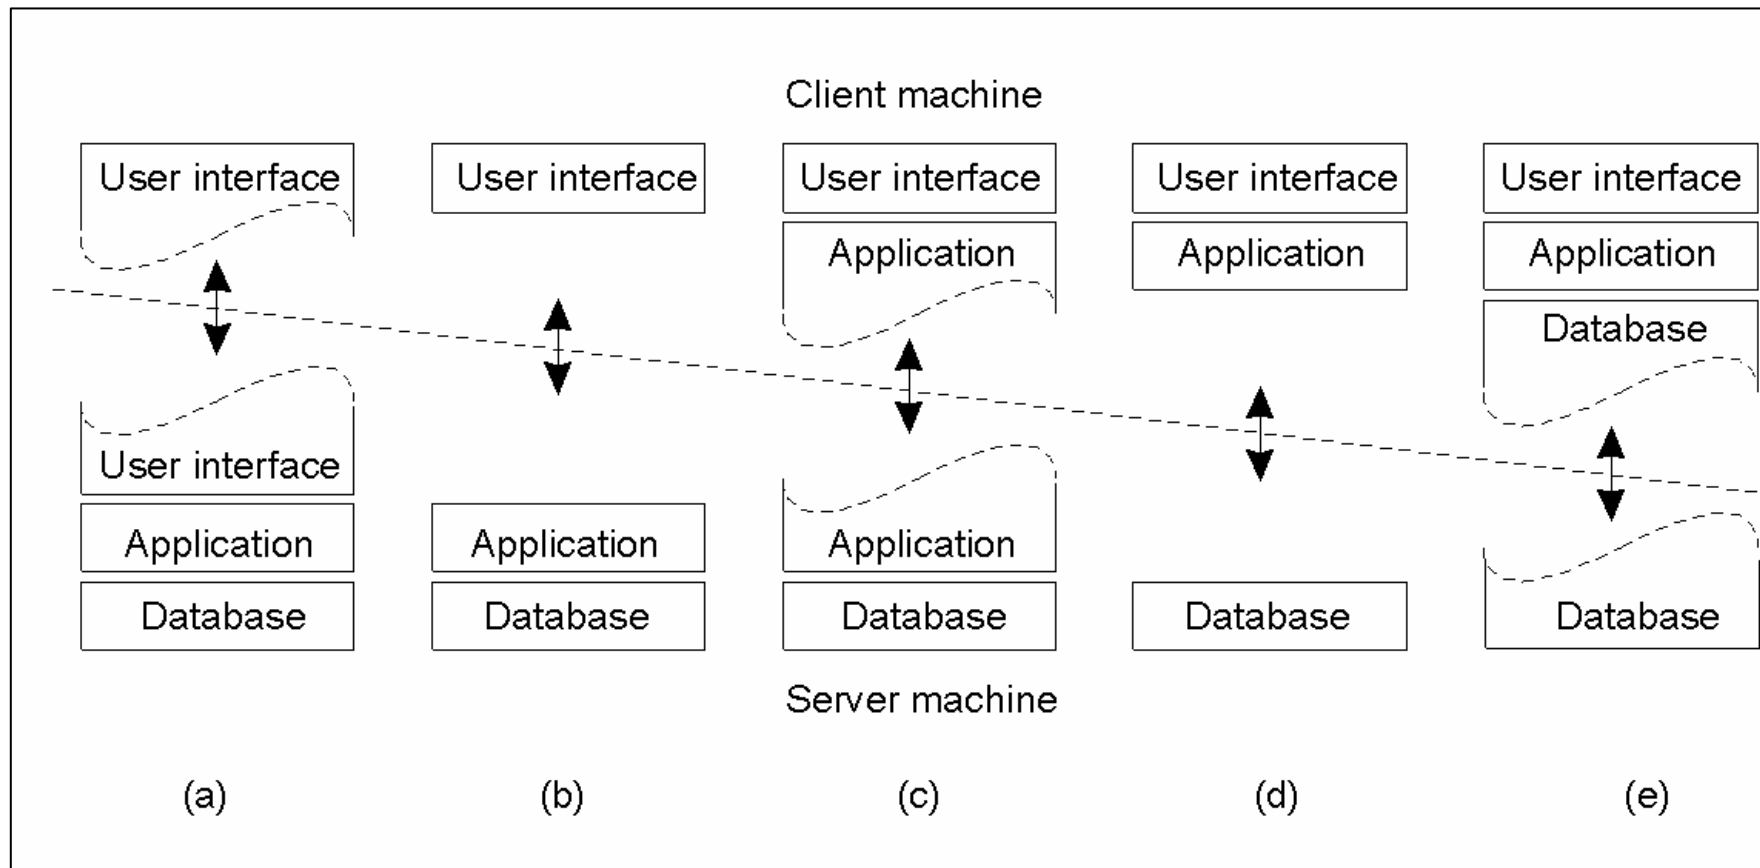 Client machine
User interface User interface User interface User interface User interface
Application Application Application
Database
User interface
Application Application Application
Database Database Database Database Database
Server machine
(a) (b) (c) (d) (e)